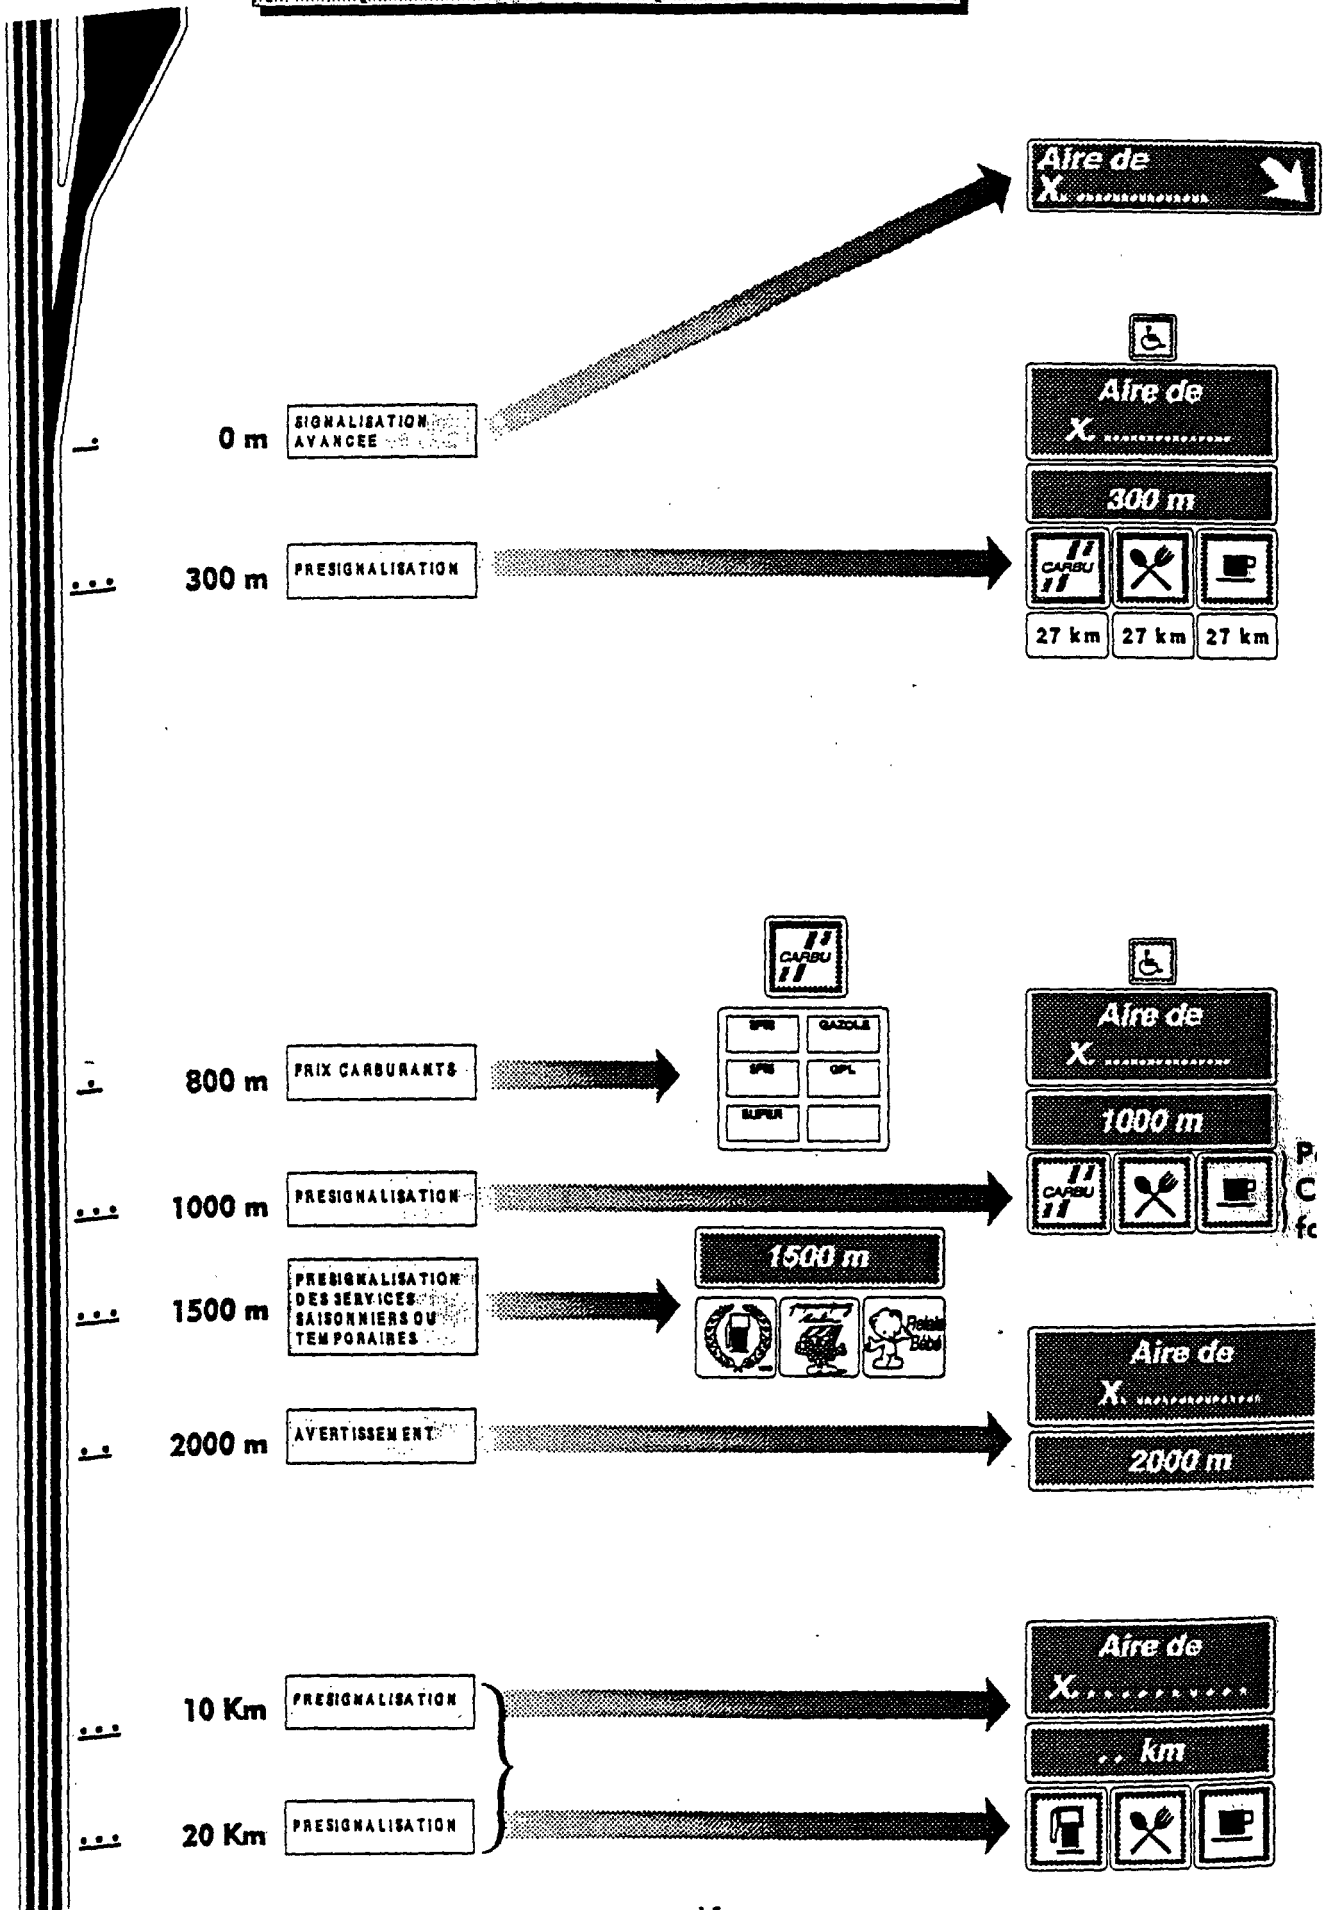 Aire de
X. ....................
0 m
SIGNALISATION
AVANCEE
Aire de
X. ....................
300 m
300 m
PRESIGNALISATION
CARBU
27 km 27 km 27 km
CARBU
800 m
PRIX CARBURANTS
GAZOLE
GPL
SUPER
Aire de
X. ....................
1000 m
1000 m
PRESIGNALISATION
CARBU
1500 m
PRESIGNALISATION
DES SERVICES
SAISONNIERS OU
TEMPORAIRES
1500 m
Relais
Bébé
2000 m
AVERTISSEMENT
Aire de
X. ....................
2000 m
10 Km
PRESIGNALISATION
20 Km
PRESIGNALISATION
Aire de
X. . . . . . . . . . . .
. . km